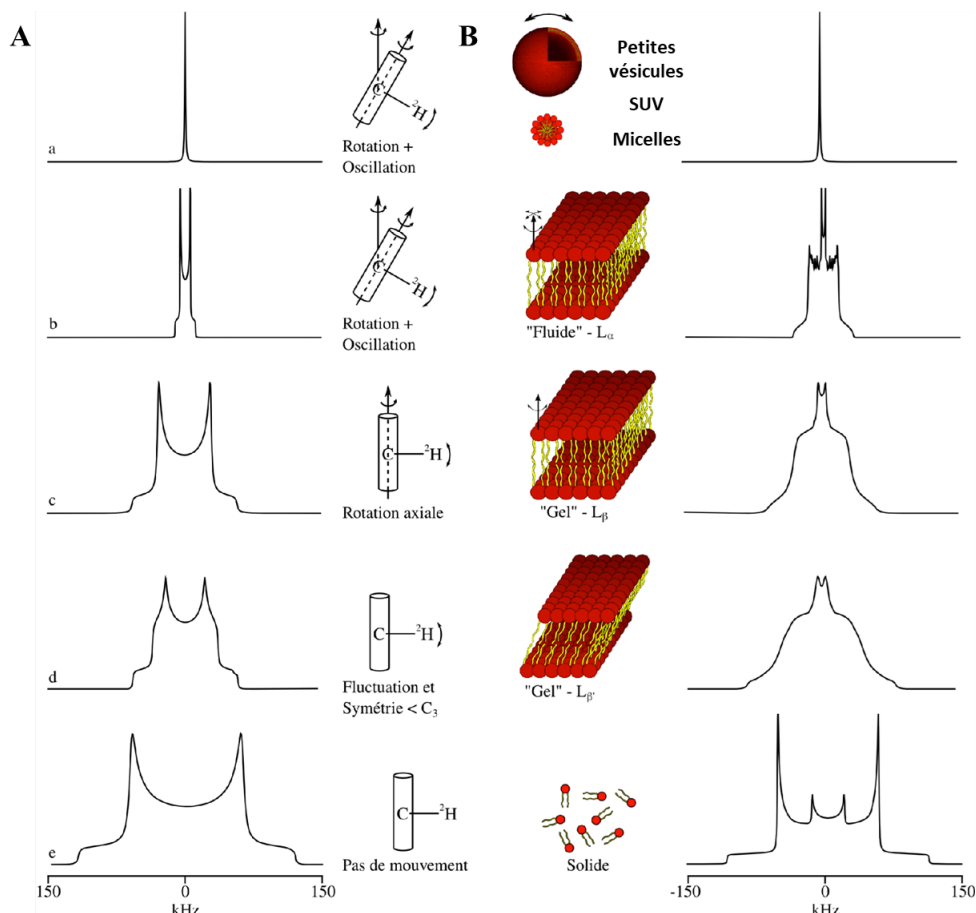 A
a
C
²H
Rotation +
Oscillation
b
C
²H
Rotation +
Oscillation
c
C
²H
Rotation axiale
d
C
²H
Fluctuation et
Symétrie < C₃
e
C
²H
Pas de mouvement
150
0
150
kHz
B
Petites
vésicules
SUV
Micelles
"Fluide" - Lα
"Gel" - Lβ
"Gel" - Lβ'
Solide
-150
0
150
kHz